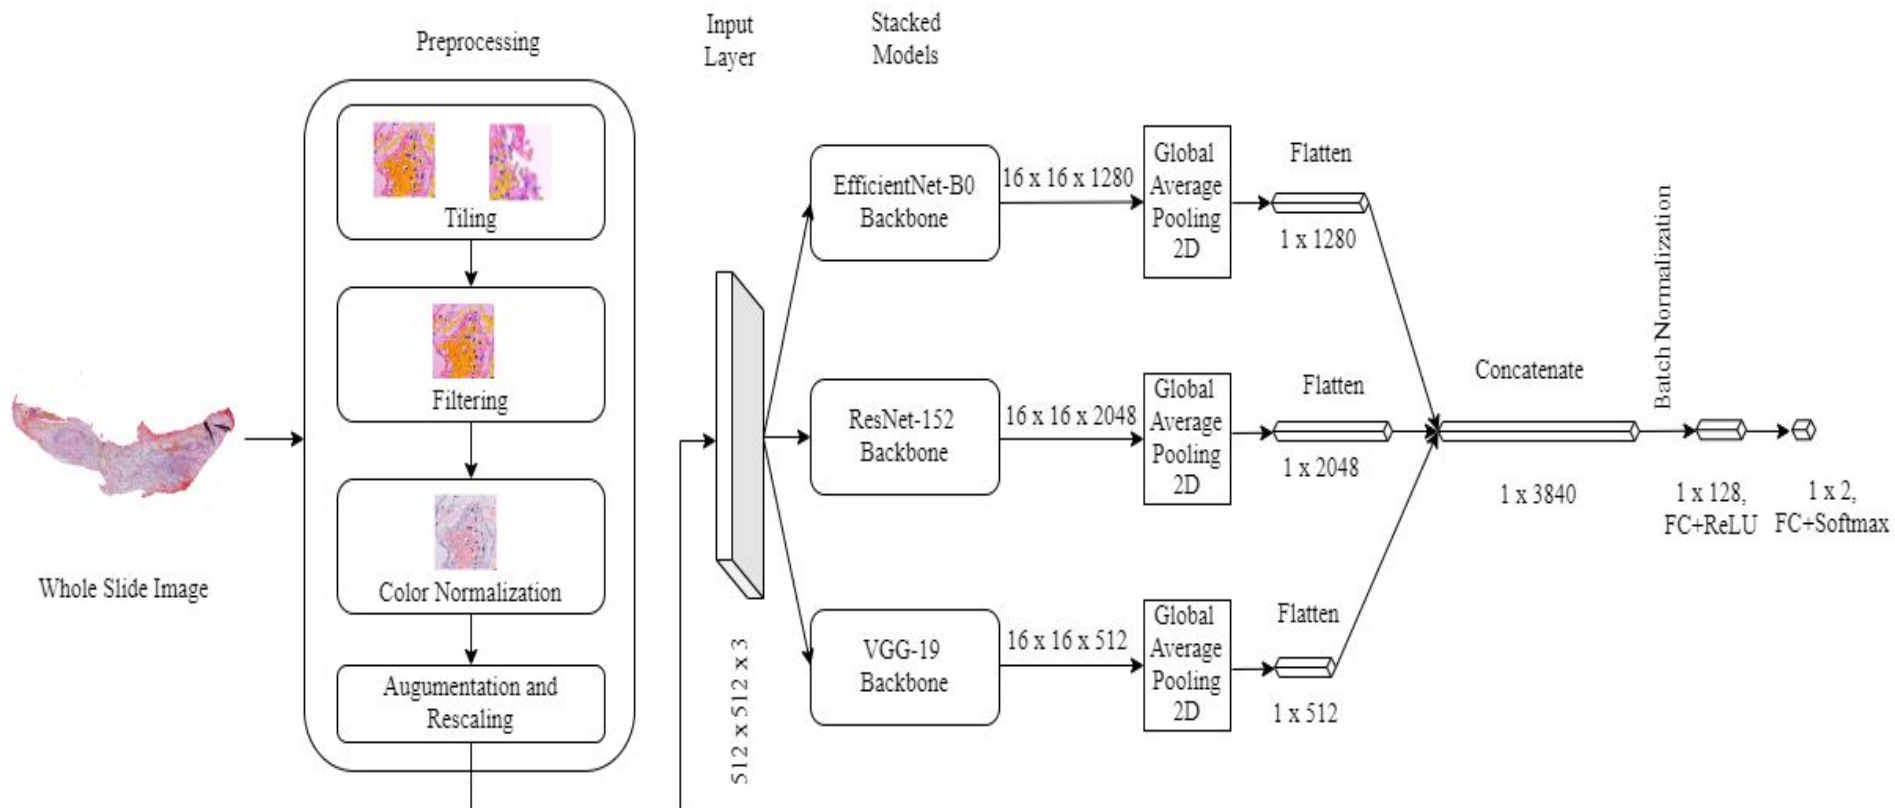 Preprocessing
Tiling
Filtering
Color Normalization
Augumentation and
Rescaling
Whole Slide Image
Input
Layer
512 x 512 x 3
Stacked
Models
EfficientNet-B0
Backbone
16 x 16 x 1280
Global
Average
Pooling
2D
Flatten
1 x 1280
ResNet-152
Backbone
16 x 16 x 2048
Global
Average
Pooling
2D
Flatten
1 x 2048
VGG-19
Backbone
16 x 16 x 512
Global
Average
Pooling
2D
Flatten
1 x 512
Concatenate
1 x 3840
Batch Normalization
1 x 128,
FC+ReLU
1 x 2,
FC+Softmax